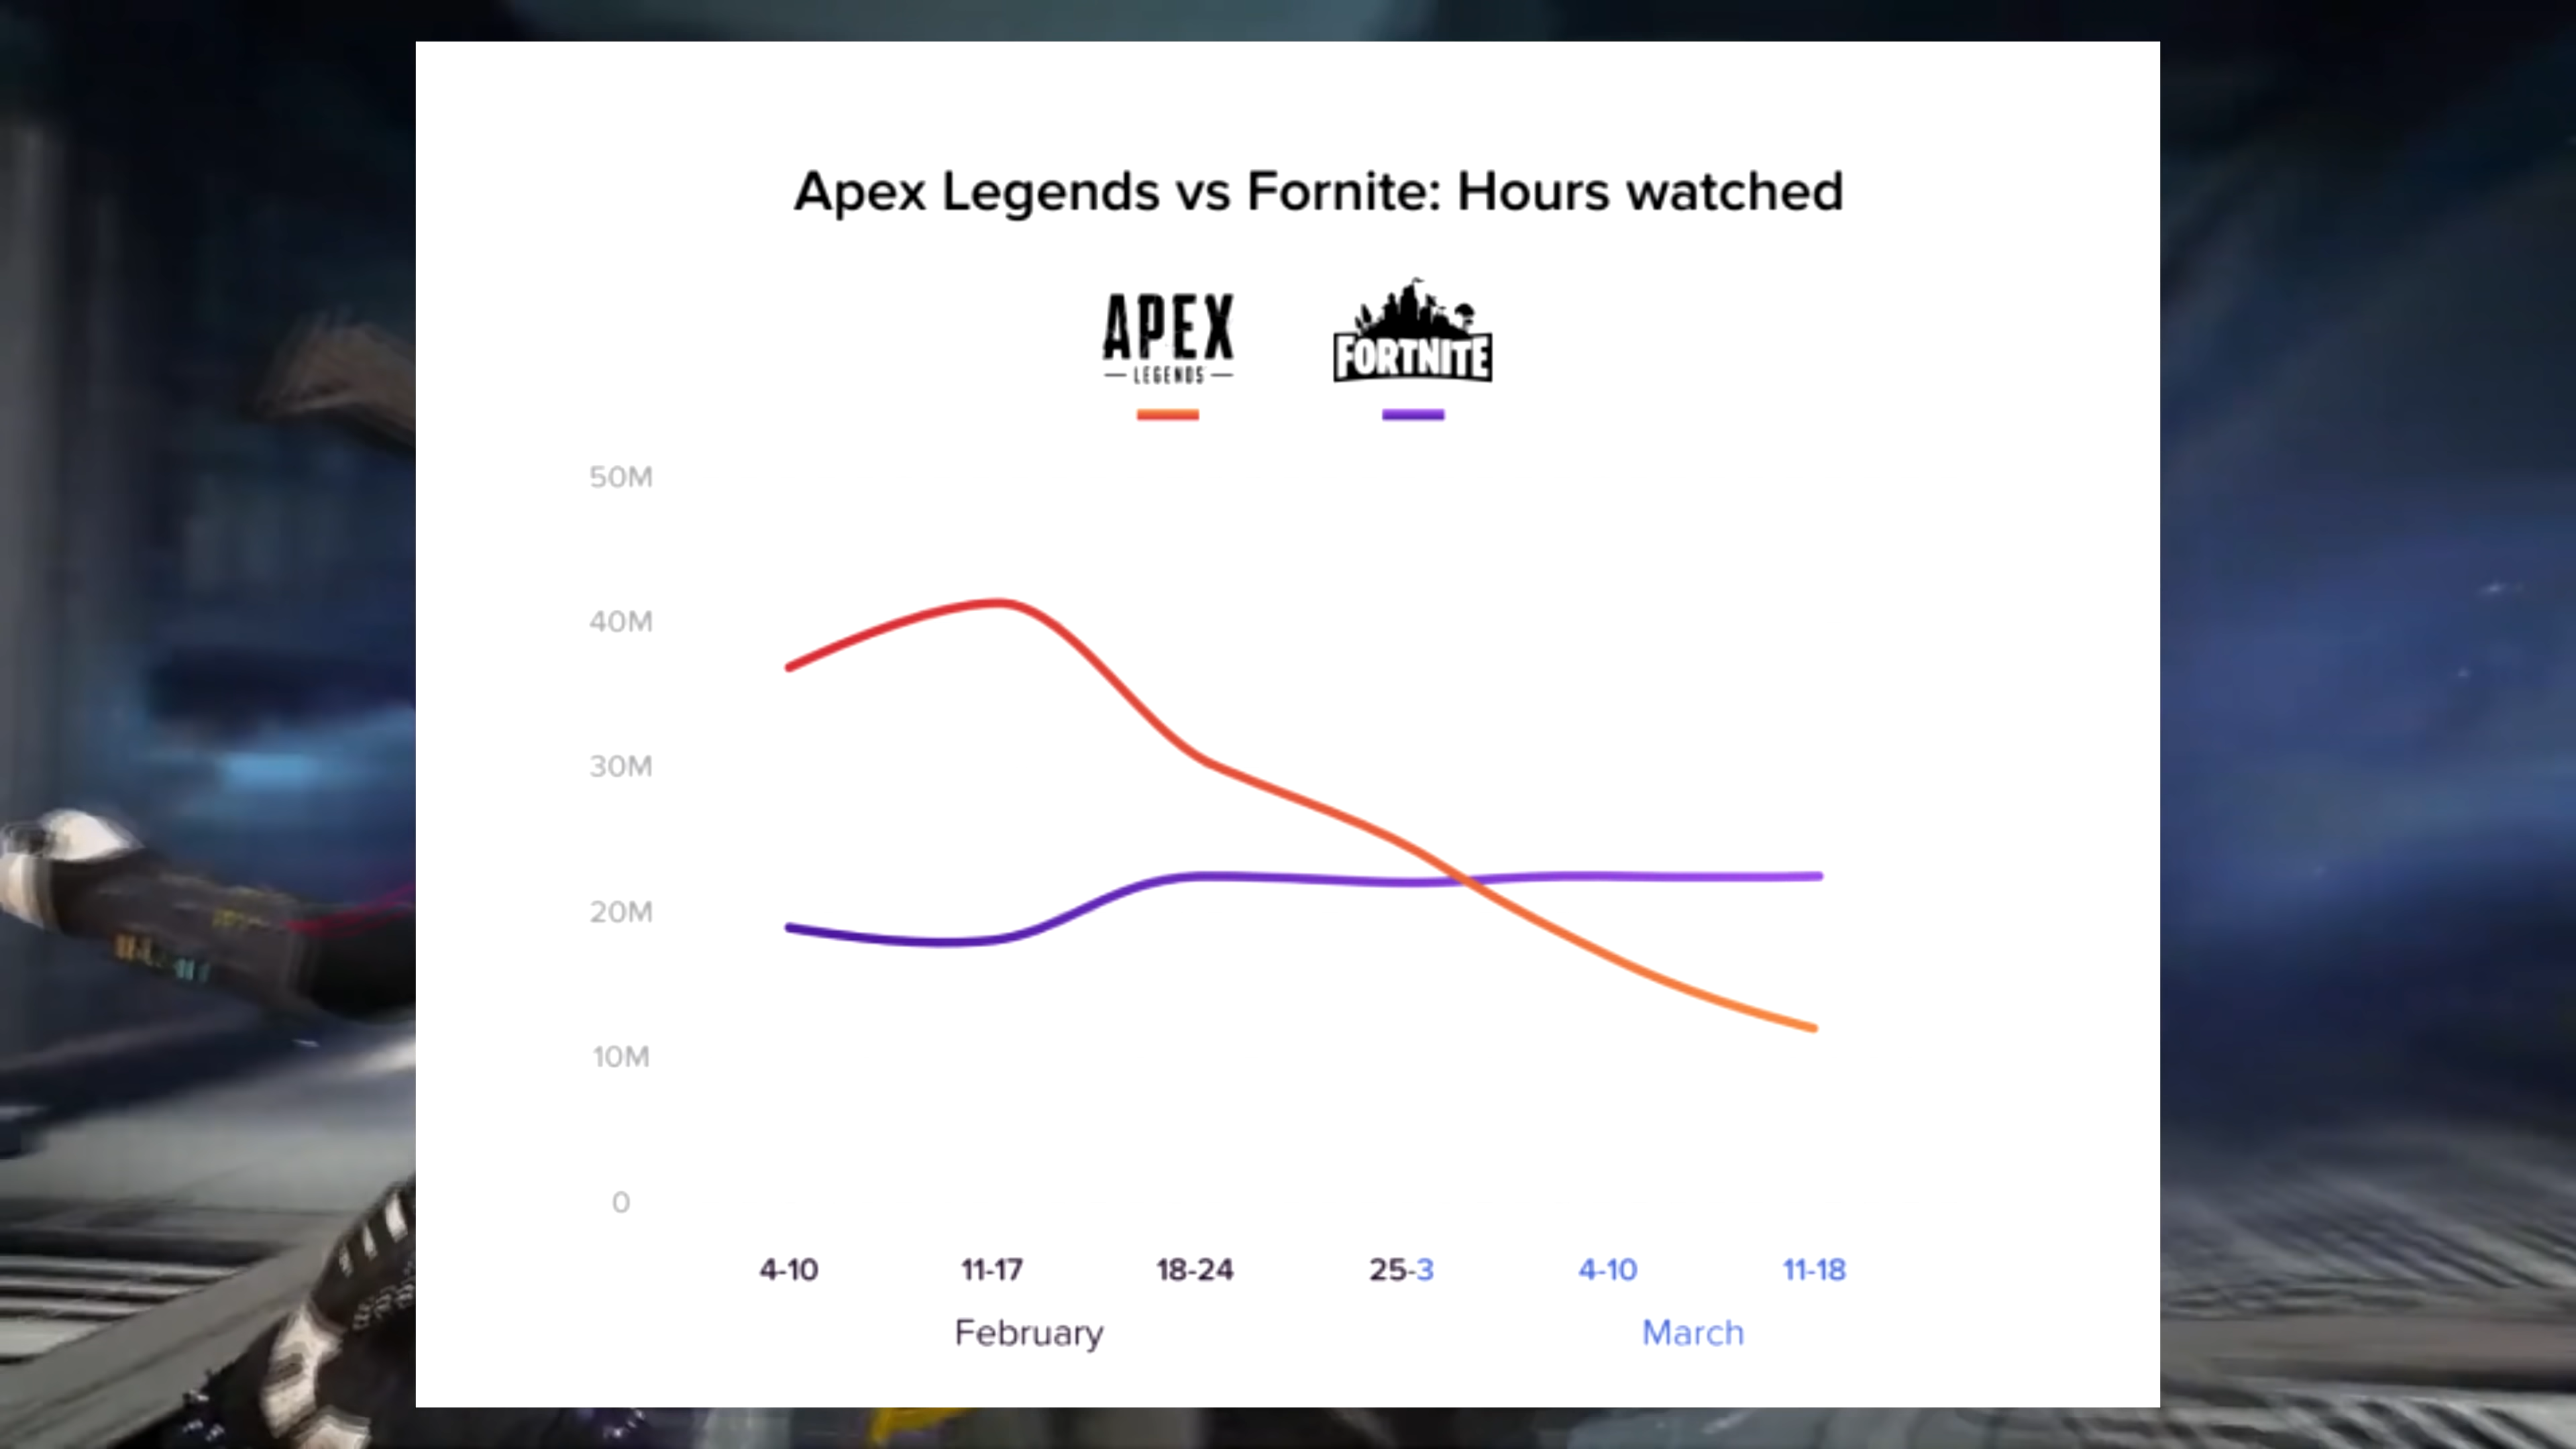 Apex Legends vs Fornite: Hours watched
APEX
LEGENDS
FORTNITE
50M
40M
30M
20M
10M
0
4-10 11-17 18-24 25-3 4-10 11-18
February March